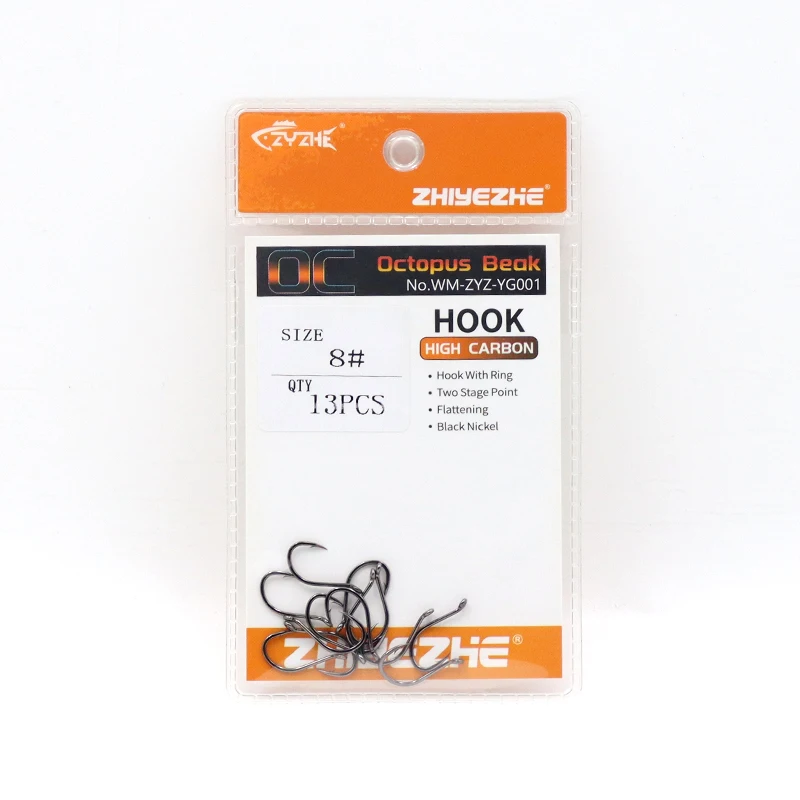 ZYZHE®
ZHIYEZHE®
OC Octopus Beak
No.WM-ZYZ-YG001
SIZE
8#
QTY
13PCS
HOOK
HIGH CARBON
• Hook With Ring
• Two Stage Point
• Flattening
• Black Nickel
ZHIYEZHE®